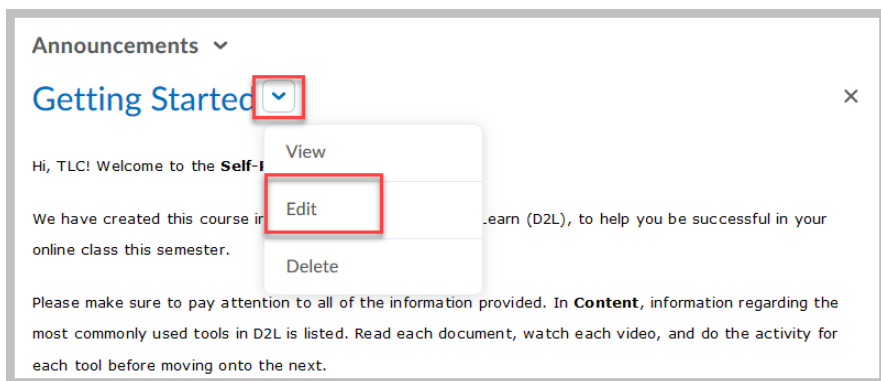 Announcements
Getting Started
View
Hi, TLC! Welcome to the Self-
Edit
We have created this course Learn (D2L), to help you be successful in your
online class this semester.
Delete
Please make sure to pay attention to all of the information provided. In Content, information regarding the
most commonly used tools in D2L is listed. Read each document, watch each video, and do the activity for
each tool before moving onto the next.